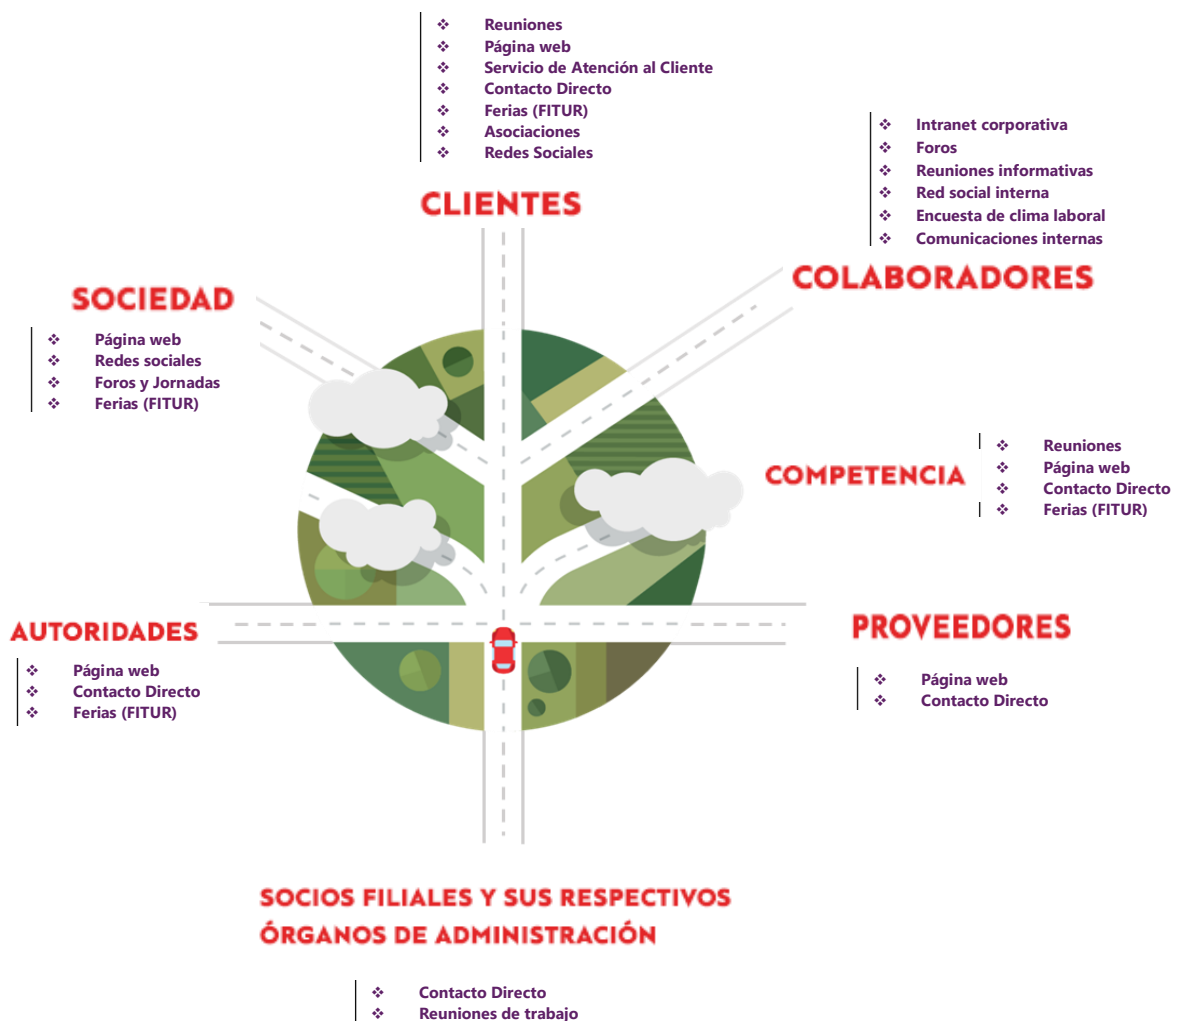 ❖ Reuniones
❖ Página web
❖ Servicio de Atención al Cliente
❖ Contacto Directo
❖ Ferias (FITUR)
❖ Asociaciones
❖ Redes Sociales
CLIENTES
❖ Intranet corporativa
❖ Foros
❖ Reuniones informativas
❖ Red social interna
❖ Encuesta de clima laboral
❖ Comunicaciones internas
COLABORADORES
SOCIEDAD
❖ Página web
❖ Redes sociales
❖ Foros y Jornadas
❖ Ferias (FITUR)
COMPETENCIA
❖ Reuniones
❖ Página web
❖ Contacto Directo
❖ Ferias (FITUR)
AUTORIDADES
❖ Página web
❖ Contacto Directo
❖ Ferias (FITUR)
PROVEEDORES
❖ Página web
❖ Contacto Directo
SOCIOS FILIALES Y SUS RESPECTIVOS
ÓRGANOS DE ADMINISTRACIÓN
❖ Contacto Directo
❖ Reuniones de trabajo